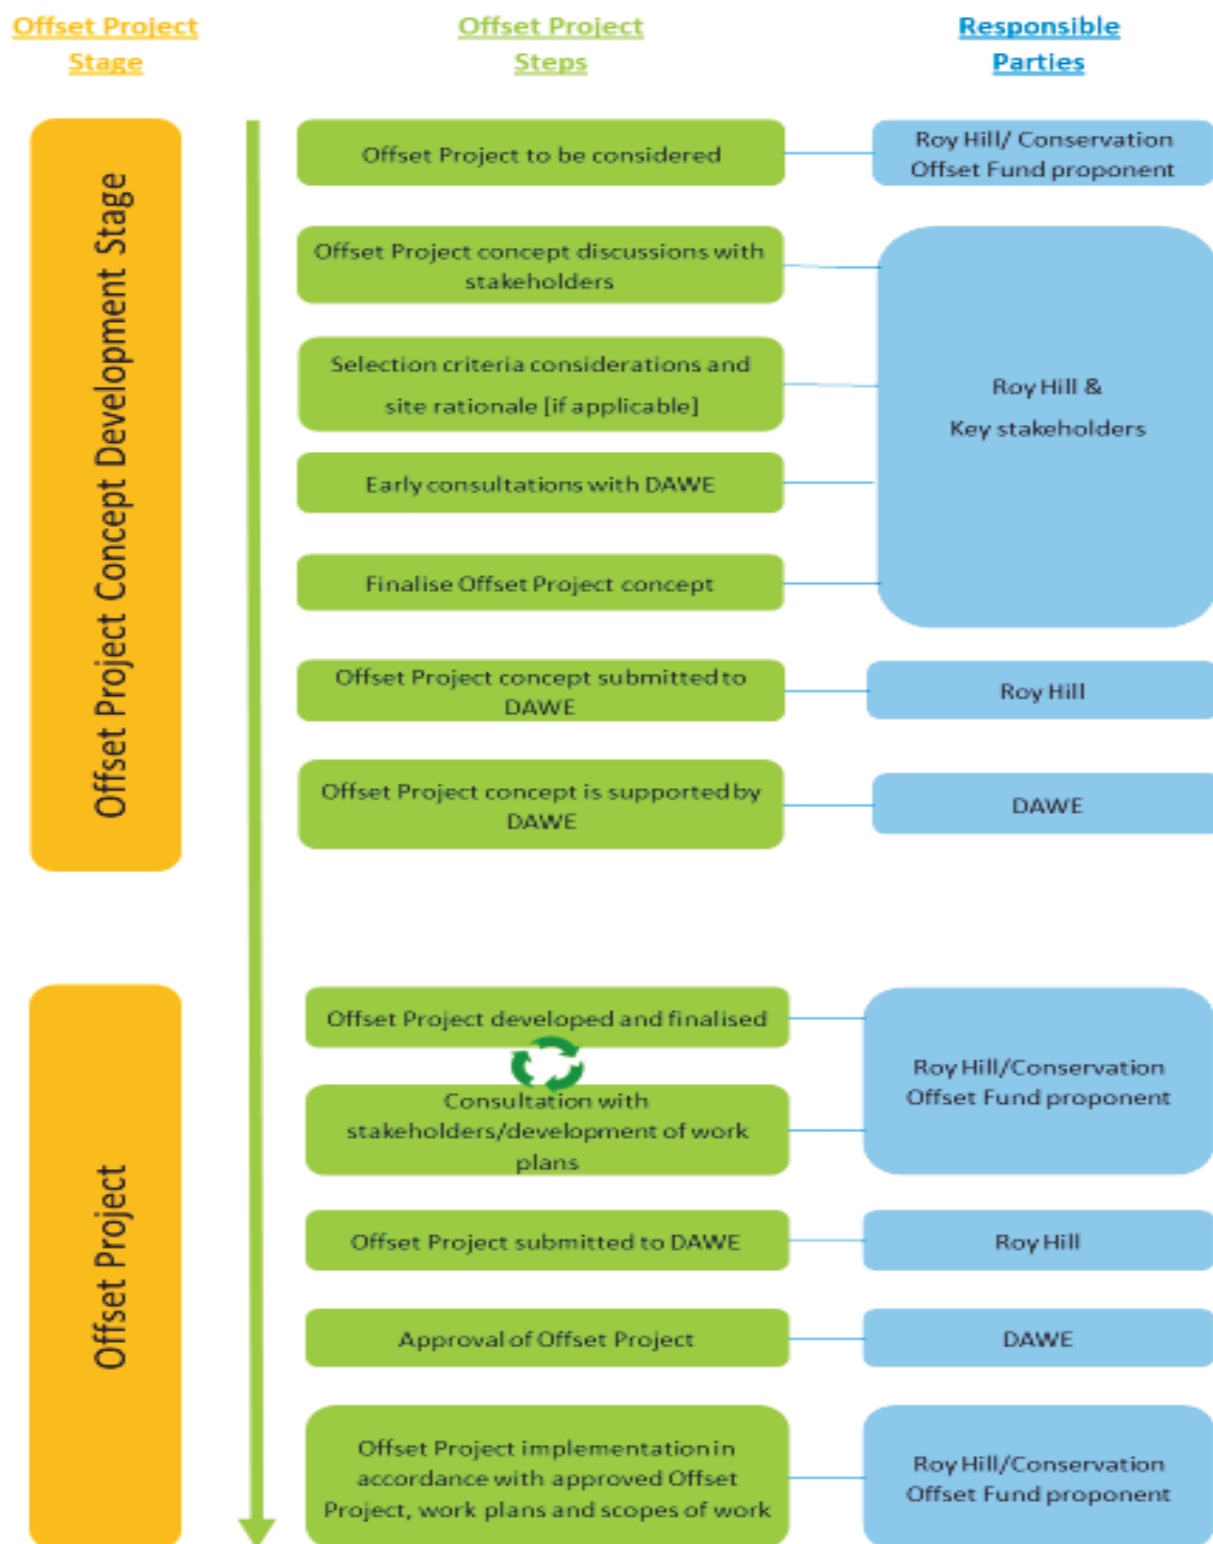 Offset Project
Stage
Offset Project
Steps
Responsible
Parties
Offset Project Concept Development Stage
Offset Project to be considered
Roy Hill/ Conservation
Offset Fund proponent
Offset Project concept discussions with
stakeholders
Selection criteria considerations and
site rationale [if applicable]
Early consultations with DAWE
Finalise Offset Project concept
Roy Hill &
Key stakeholders
Offset Project concept submitted to
DAWE
Roy Hill
Offset Project concept is supported by
DAWE
DAWE
Offset Project
Offset Project developed and finalised
Consultation with
stakeholders/development of work
plans
Roy Hill/Conservation
Offset Fund proponent
Offset Project submitted to DAWE
Roy Hill
Approval of Offset Project
DAWE
Offset Project implementation in
accordance with approved Offset
Project, work plans and scopes of work
Roy Hill/Conservation
Offset Fund proponent